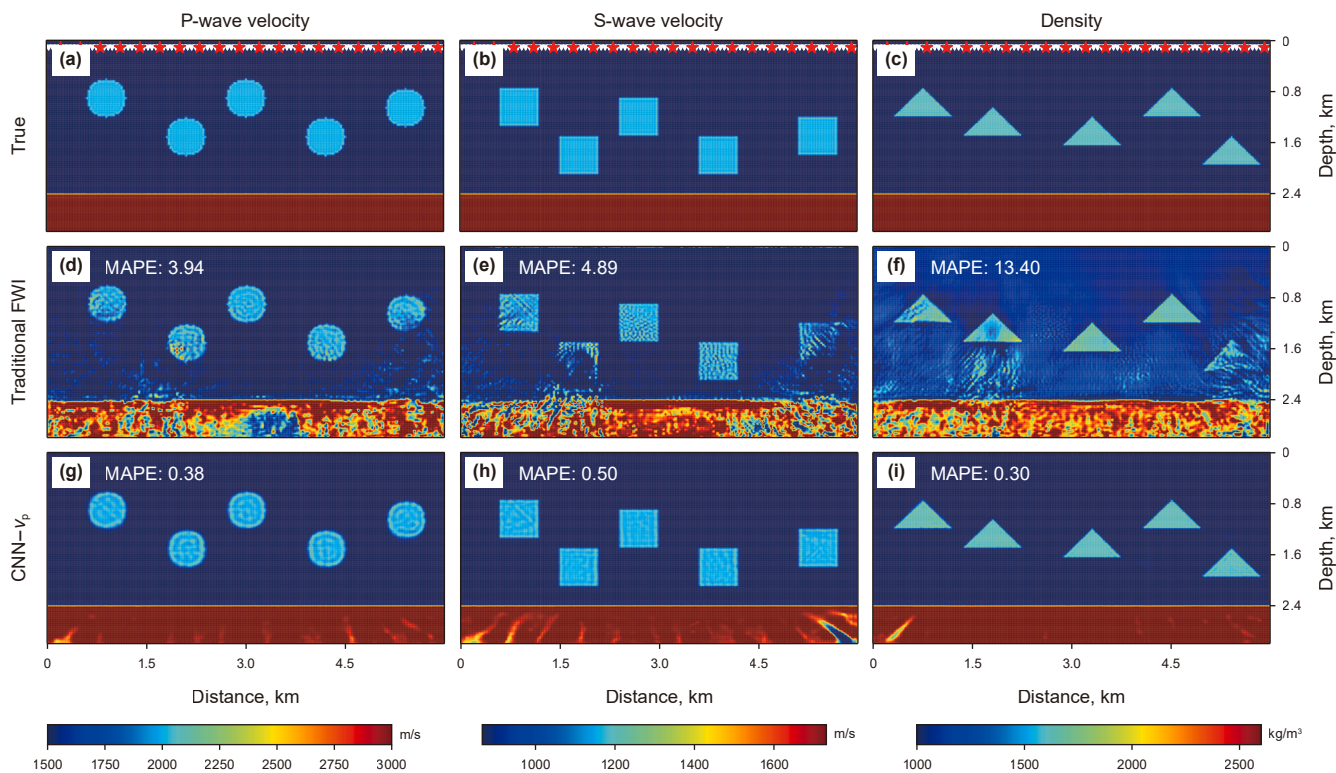 P-wave velocity S-wave velocity Density
(a) (b) (c)
True
0
0.8
1.6
2.4
Depth, km
(d) MAPE: 3.94 (e) MAPE: 4.89 (f) MAPE: 13.40
Traditional FWI
0
0.8
1.6
2.4
Depth, km
(g) MAPE: 0.38 (h) MAPE: 0.50 (i) MAPE: 0.30
CNN–vp
0
0.8
1.6
2.4
Depth, km
0 1.5 3.0 4.5 0 1.5 3.0 4.5 0 1.5 3.0 4.5
Distance, km Distance, km Distance, km
m/s m/s kg/m³
1500 1750 2000 2250 2500 2750 3000 1000 1200 1400 1600 1000 1500 2000 2500